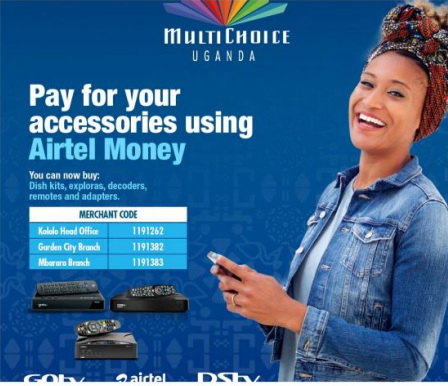 MULTICHOICE
UGANDA
Pay for your
accessories using
Airtel Money
You can now buy:
Dish kits, exploras, decoders,
remotes and adapters.
MERCHANT CODE
Kololo Head Office 1191262
Garden City Branch 1191382
Mbarara Branch 1191383
GOtv airtel DStv